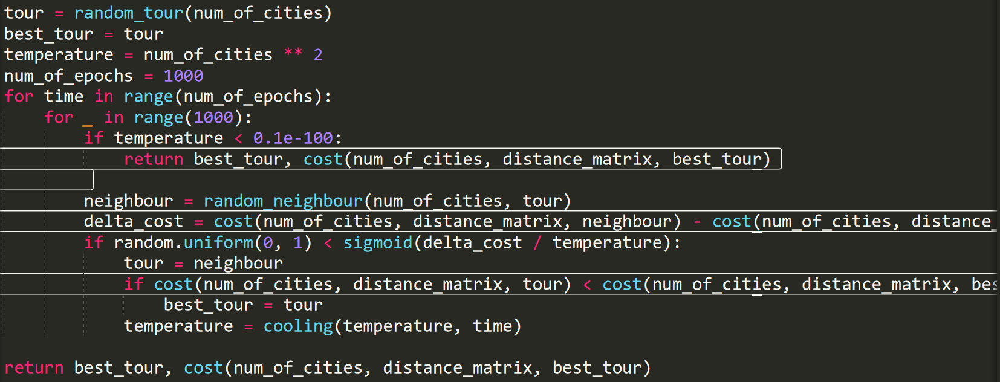 tour = random_tour(num_of_cities)
best_tour = tour
temperature = num_of_cities ** 2
num_of_epochs = 1000
for time in range(num_of_epochs):
    for _ in range(1000):
        if temperature < 0.1e-100:
            return best_tour, cost(num_of_cities, distance_matrix, best_tour)
        neighbour = random_neighbour(num_of_cities, tour)
        delta_cost = cost(num_of_cities, distance_matrix, neighbour) - cost(num_of_cities, distance_
        if random.uniform(0, 1) < sigmoid(delta_cost / temperature):
            tour = neighbour
            if cost(num_of_cities, distance_matrix, tour) < cost(num_of_cities, distance_matrix, bes
                best_tour = tour
            temperature = cooling(temperature, time)
return best_tour, cost(num_of_cities, distance_matrix, best_tour)